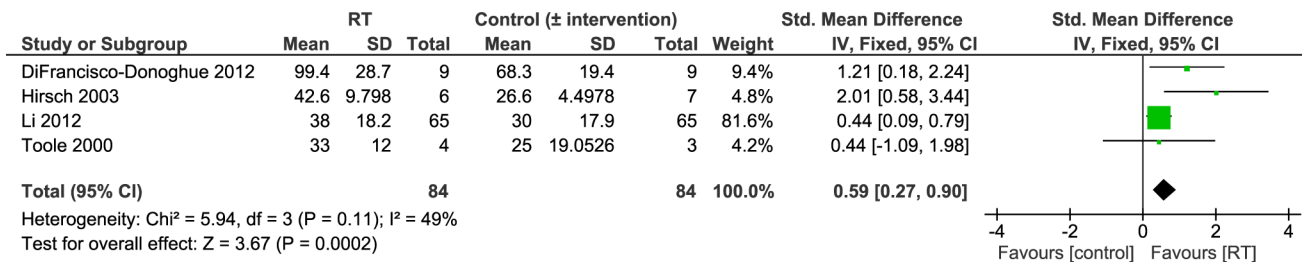 RT Control (± intervention) Std. Mean Difference Std. Mean Difference
Study or Subgroup Mean SD Total Mean SD Total Weight IV, Fixed, 95% CI IV, Fixed, 95% CI
DiFrancisco-Donoghue 2012 99.4 28.7 9 68.3 19.4 9 9.4% 1.21 [0.18, 2.24]
Hirsch 2003 42.6 9.798 6 26.6 4.4978 7 4.8% 2.01 [0.58, 3.44]
Li 2012 38 18.2 65 30 17.9 65 81.6% 0.44 [0.09, 0.79]
Toole 2000 33 12 4 25 19.0526 3 4.2% 0.44 [-1.09, 1.98]
Total (95% CI) 84 84 100.0% 0.59 [0.27, 0.90]
Heterogeneity: Chi² = 5.94, df = 3 (P = 0.11); I² = 49%
Test for overall effect: Z = 3.67 (P = 0.0002)
-4 -2 0 2 4
Favours [control] Favours [RT]